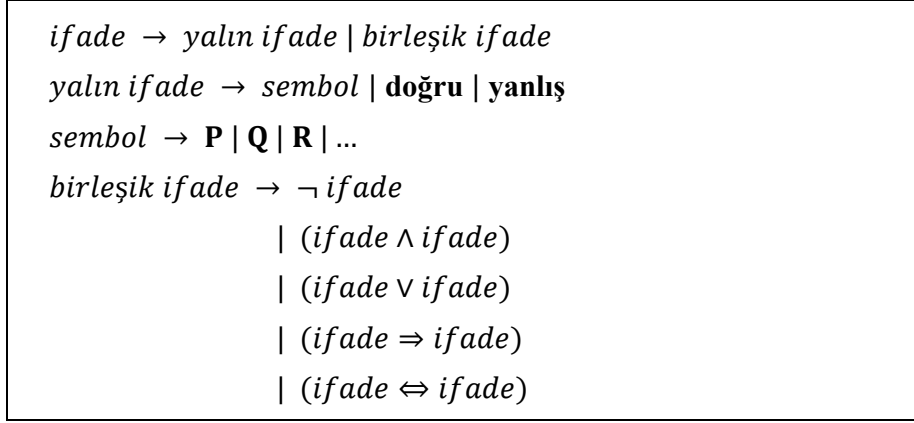 ifade → yalın ifade | birleşik ifade
yalın ifade → sembol | doğru | yanlış
sembol → P | Q | R | …
birleşik ifade → ¬ ifade
| (ifade ∧ ifade)
| (ifade ∨ ifade)
| (ifade ⇒ ifade)
| (ifade ⇔ ifade)